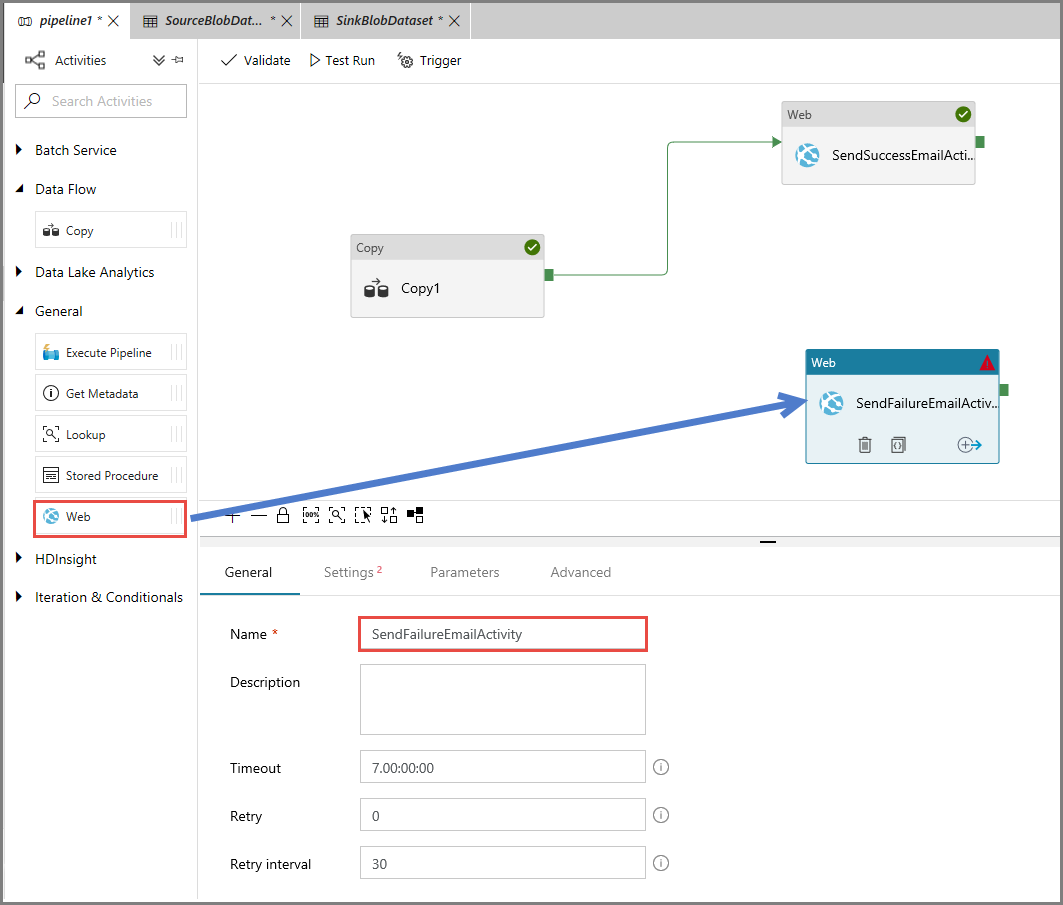 pipeline1 *
SourceBlobDat... *
SinkBlobDataset *
Activities
Search Activities
Batch Service
Data Flow
Copy
Data Lake Analytics
General
Execute Pipeline
Get Metadata
Lookup
Stored Procedure
Web
HDInsight
Iteration & Conditionals
Validate
Test Run
Trigger
Web
SendSuccessEmailActi...
Copy
Copy1
Web
SendFailureEmailActiv...
100%
General
Settings 2
Parameters
Advanced
Name *
SendFailureEmailActivity
Description
Timeout
7.00:00:00
Retry
0
Retry interval
30